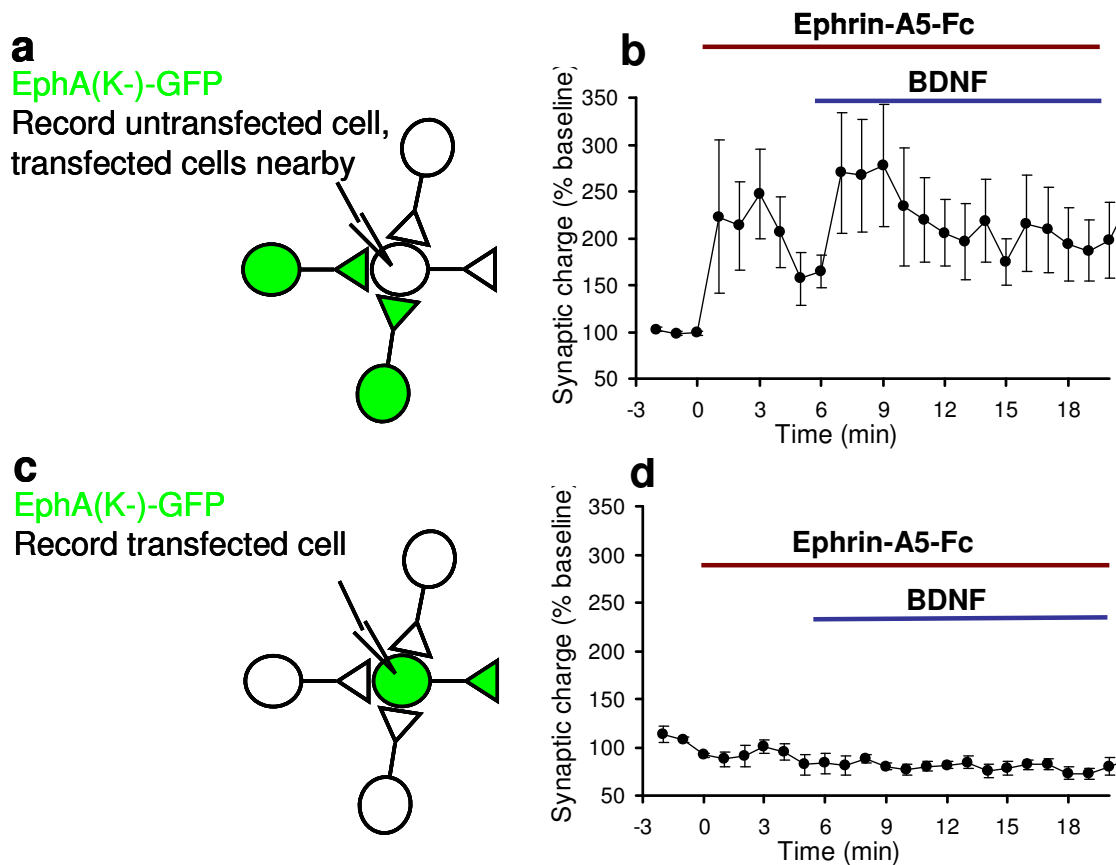 a
EphA(K-)-GFP
Record untransfected cell,
transfected cells nearby
b
Ephrin-A5-Fc
BDNF
Synaptic charge (% baseline)
350
300
250
200
150
100
50
-3 0 3 6 9 12 15 18
Time (min)
c
EphA(K-)-GFP
Record transfected cell
d
Ephrin-A5-Fc
BDNF
Synaptic charge (% baseline)
350
300
250
200
150
100
50
-3 0 3 6 9 12 15 18
Time (min)